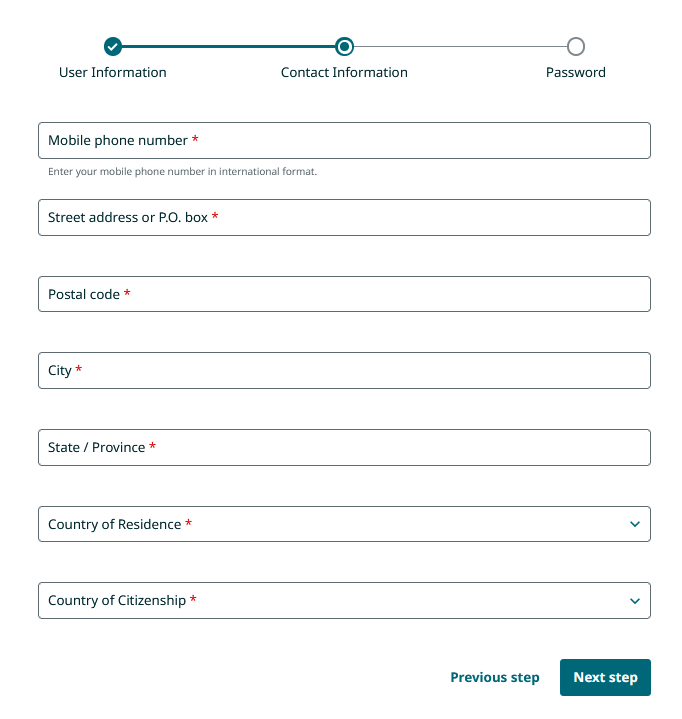 User Information
Contact Information
Password
Mobile phone number *
Enter your mobile phone number in international format.
Street address or P.O. box *
Postal code *
City *
State / Province *
Country of Residence *
Country of Citizenship *
Previous step
Next step